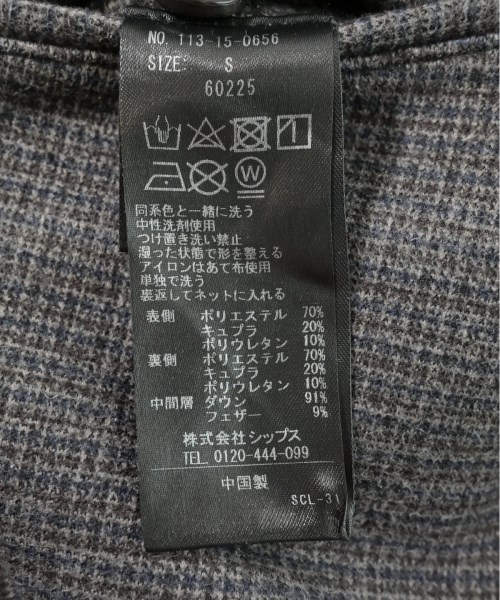 NO. 113-15-0656
SIZE: S
60225
同系色と一緒に洗う
中性洗剤使用
つけ置き洗い禁止
湿った状態で形を整える
アイロンはあて布使用
単独で洗う
裏返してネットに入れる
表側 ポリエステル 70%
キュプラ 20%
ポリウレタン 10%
裏側 ポリエステル 70%
キュプラ 20%
ポリウレタン 10%
中間層 ダウン 91%
フェザー 9%
株式会社シップス
TEL. 0120-444-099
中国製
SCL-31